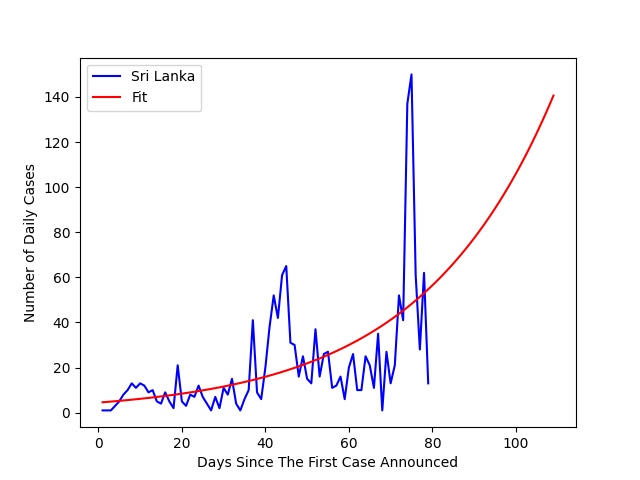 Sri Lanka
Fit
140
120
100
80
60
40
20
0
Number of Daily Cases
0 20 40 60 80 100
Days Since The First Case Announced